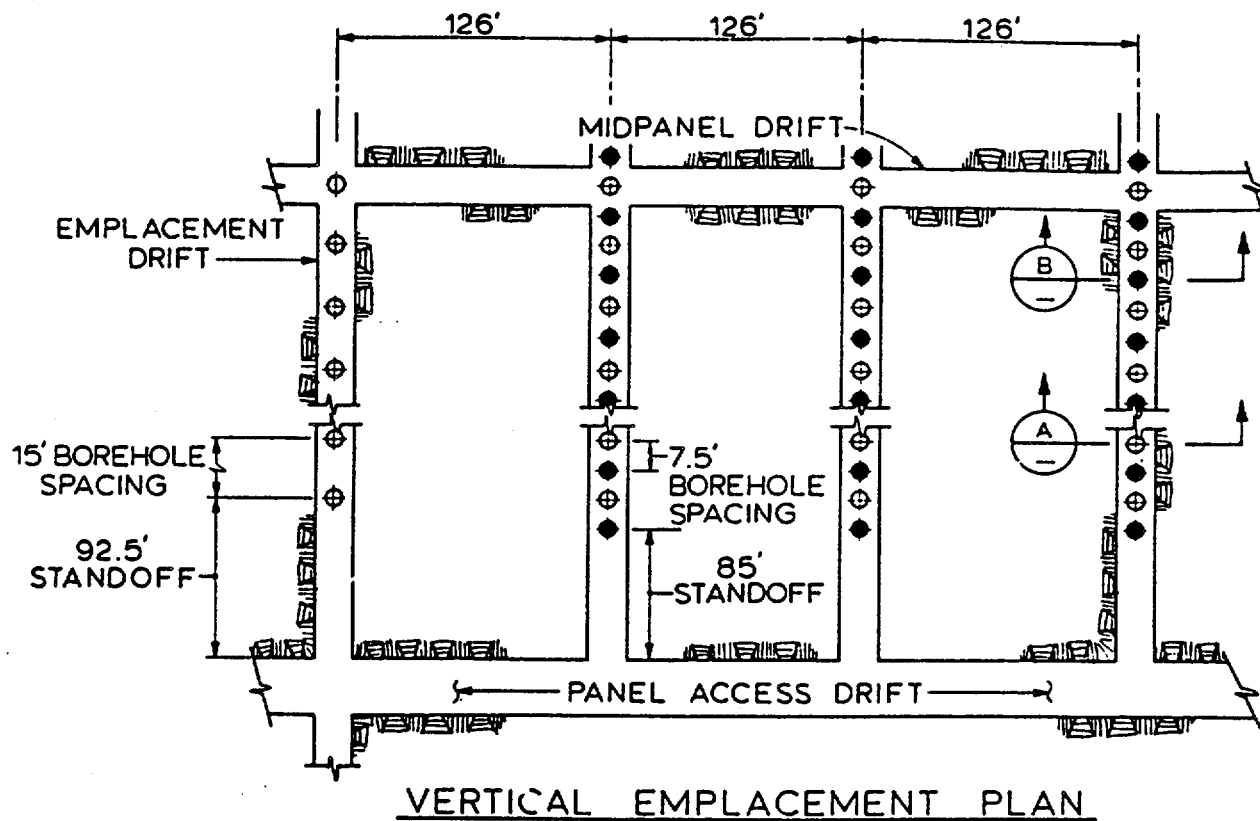 126'
126'
126'
MIDPANEL DRIFT
EMPLACEMENT
DRIFT
B
—
A
—
15' BOREHOLE
SPACING
7.5'
BOREHOLE
SPACING
92.5'
STANDOFF
85'
STANDOFF
PANEL ACCESS DRIFT
VERTICAL EMPLACEMENT PLAN